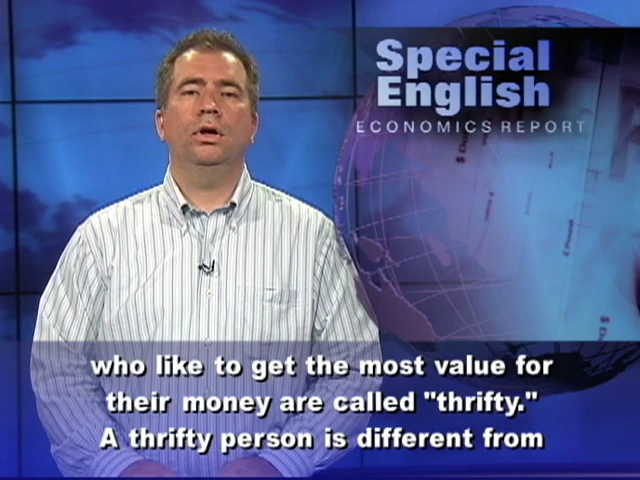 Special
English
ECONOMICS REPORT
who like to get the most value for
their money are called "thrifty."
A thrifty person is different from